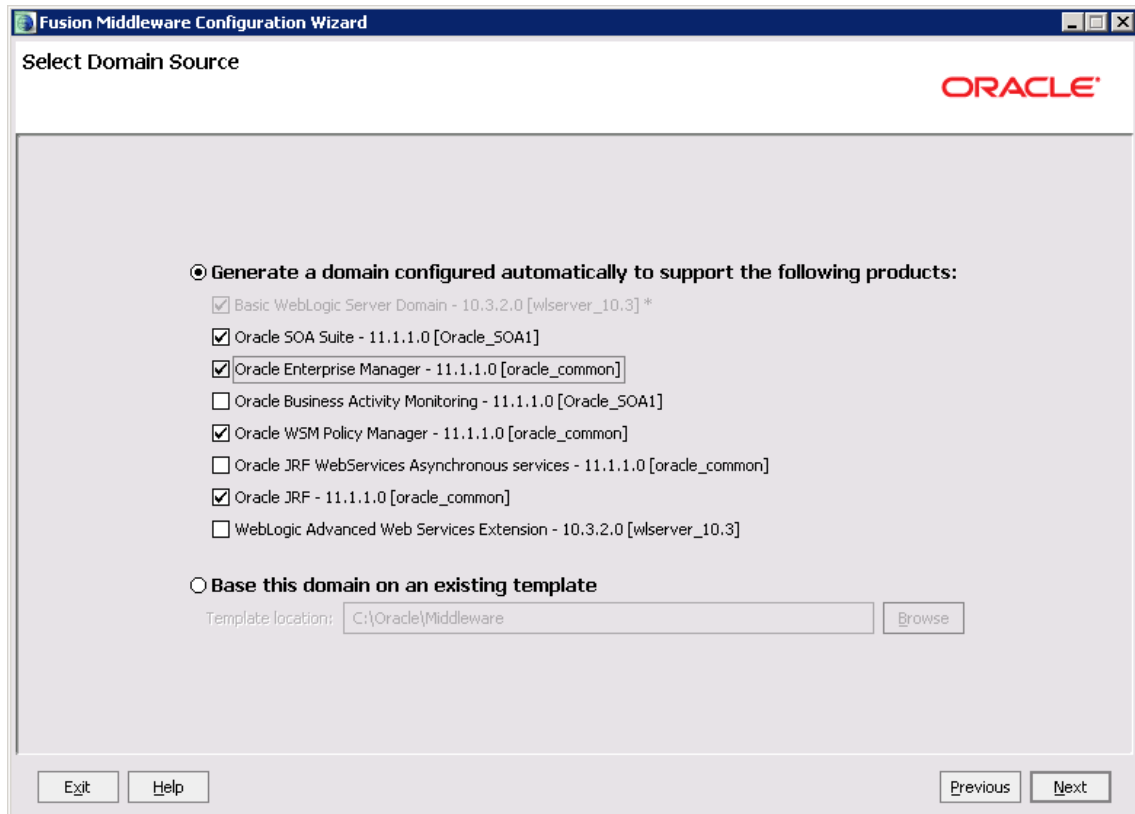 Fusion Middleware Configuration Wizard
Select Domain Source
ORACLE
Generate a domain configured automatically to support the following products:
Basic WebLogic Server Domain - 10.3.2.0 [wlserver_10.3] *
Oracle SOA Suite - 11.1.1.0 [Oracle_SOA1]
Oracle Enterprise Manager - 11.1.1.0 [oracle_common]
Oracle Business Activity Monitoring - 11.1.1.0 [Oracle_SOA1]
Oracle WSM Policy Manager - 11.1.1.0 [oracle_common]
Oracle JRF WebServices Asynchronous services - 11.1.1.0 [oracle_common]
Oracle JRF - 11.1.1.0 [oracle_common]
WebLogic Advanced Web Services Extension - 10.3.2.0 [wlserver_10.3]
Base this domain on an existing template
Template location: C:\Oracle\Middleware Browse
Exit Help Previous Next